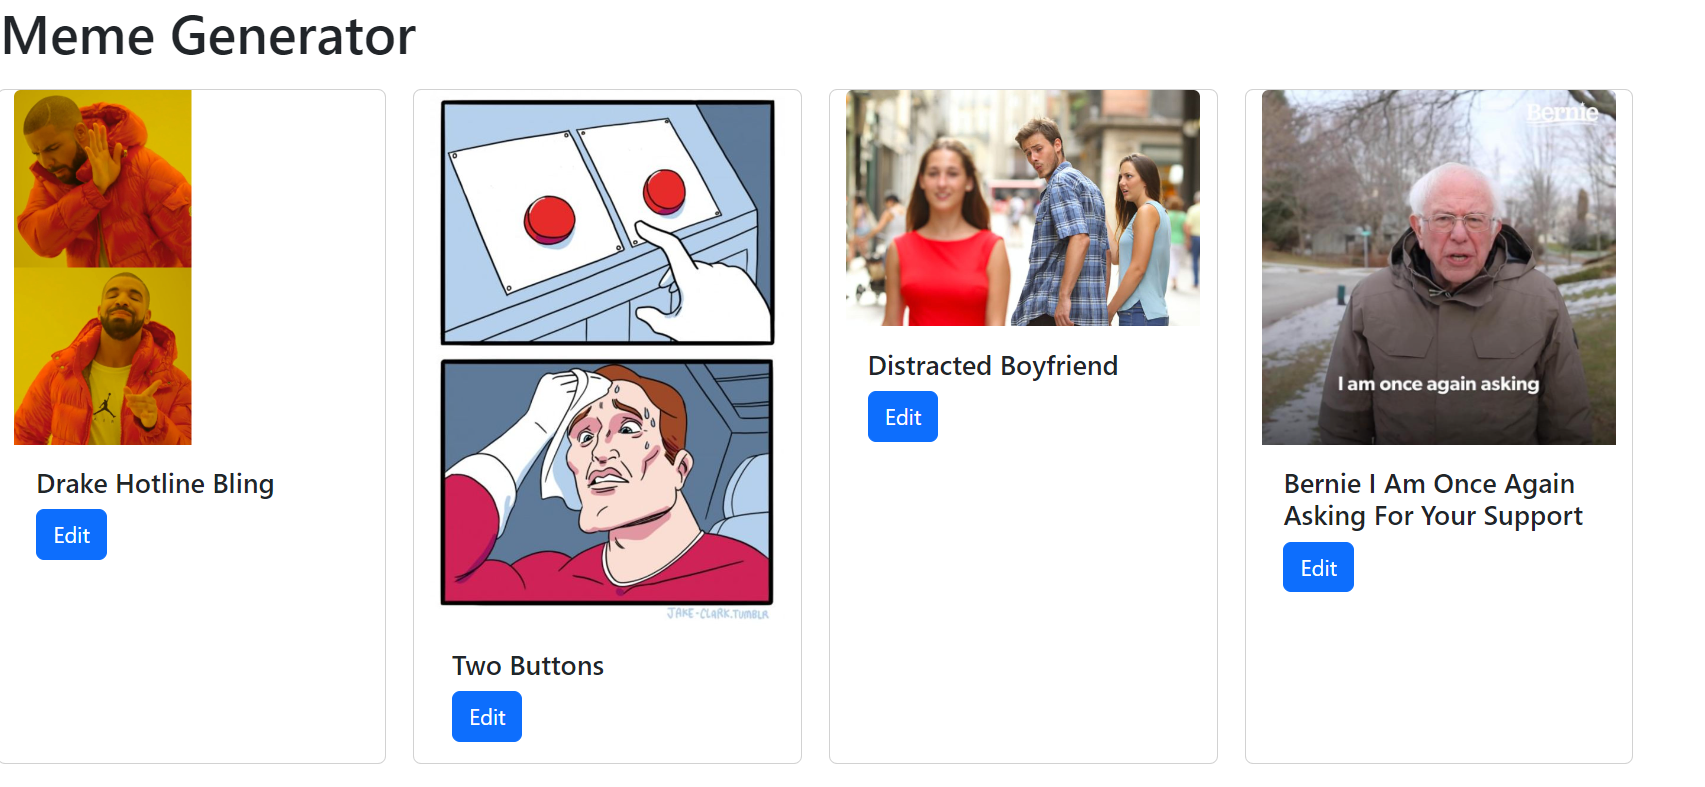 Meme Generator
Drake Hotline Bling
Edit
JAKE-CLARK.TUMBLR
Two Buttons
Edit
Distracted Boyfriend
Edit
Bernie
I am once again asking
Bernie I Am Once Again
Asking For Your Support
Edit